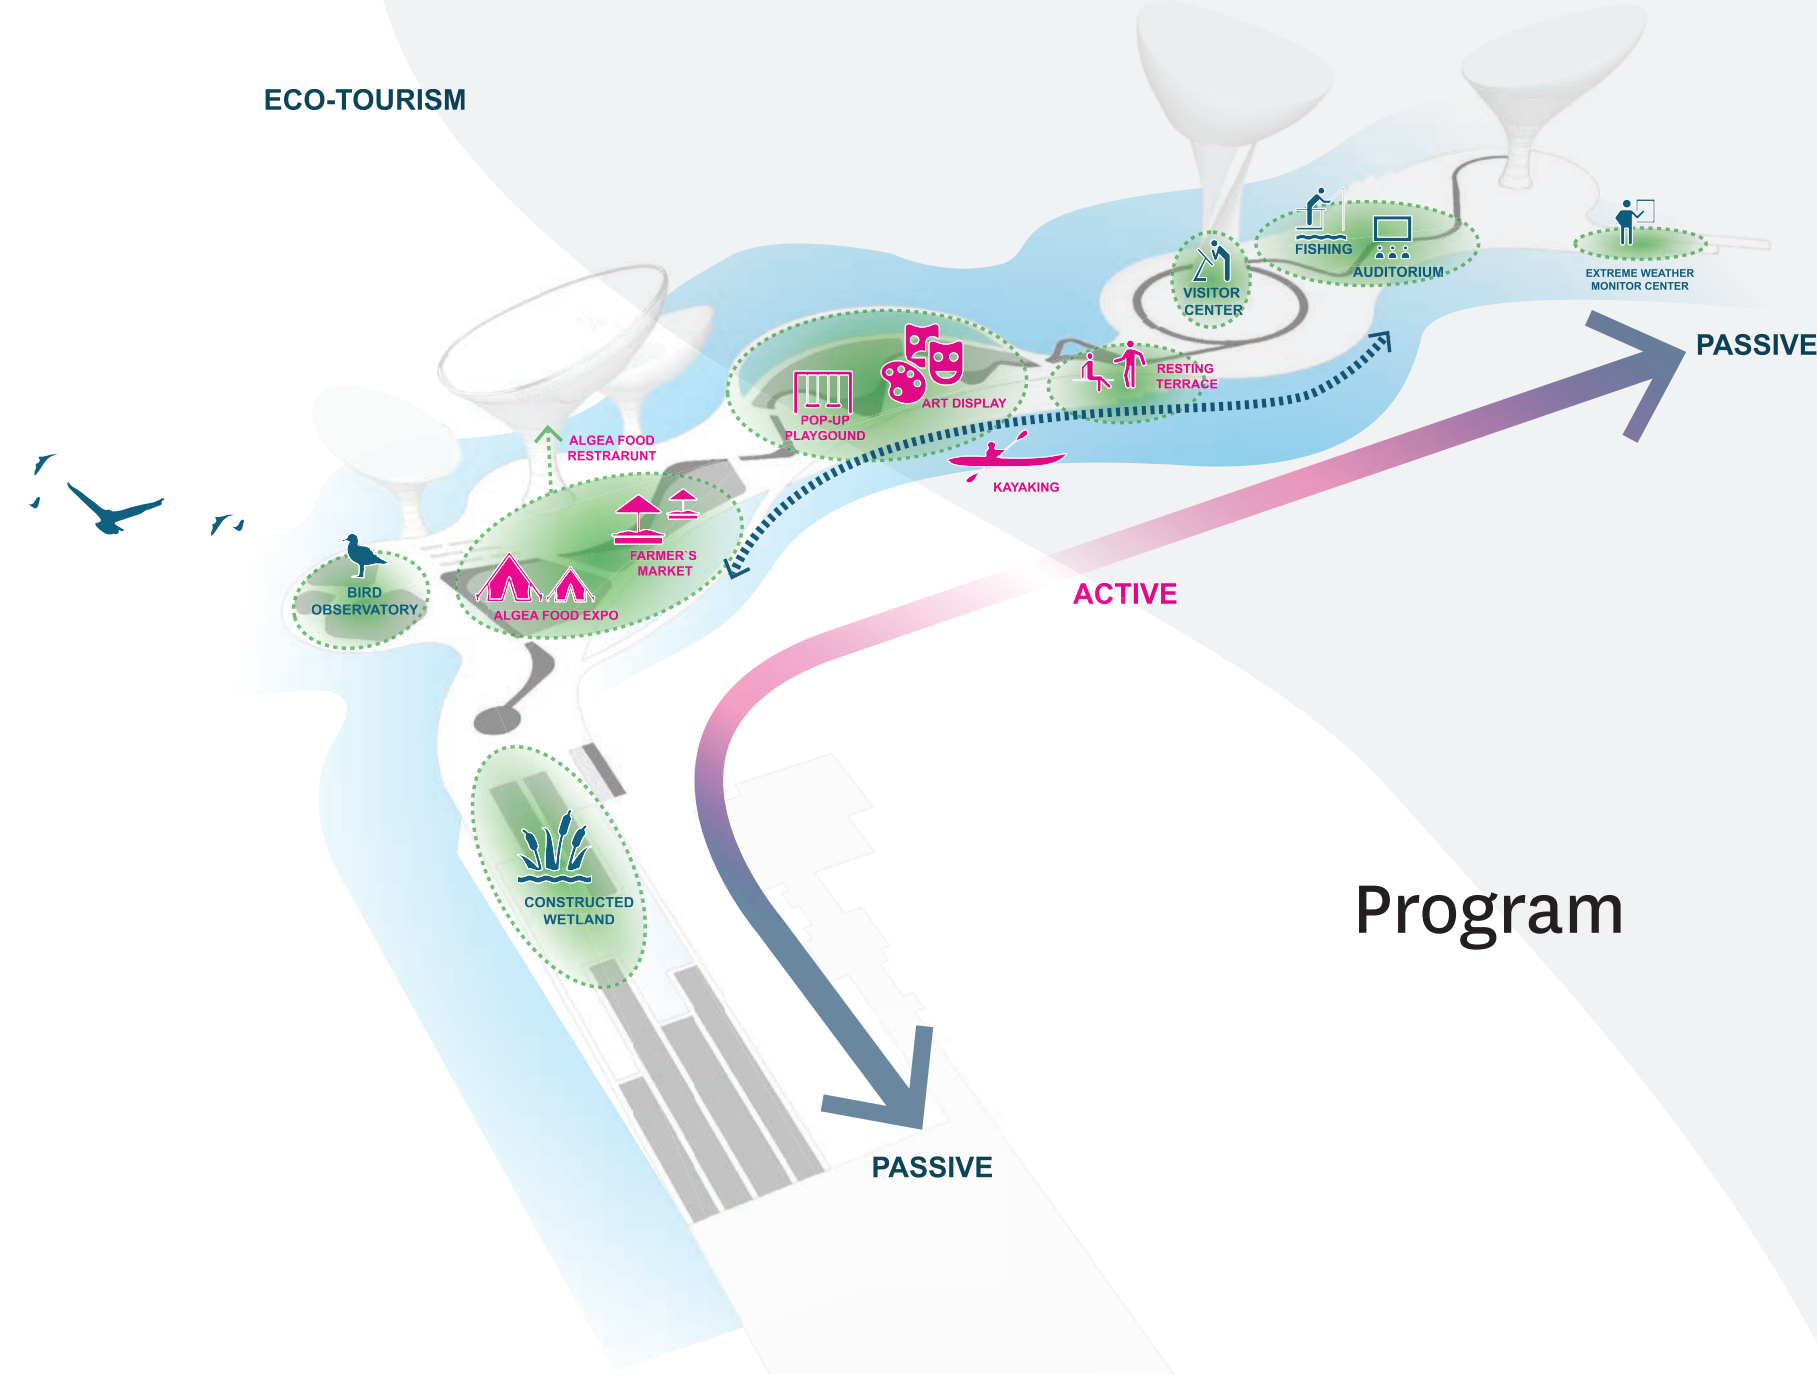 ECO-TOURISM
FISHING
AUDITORIUM
EXTREME WEATHER
MONITOR CENTER
VISITOR
CENTER
PASSIVE
RESTING
TERRACE
ART DISPLAY
POP-UP
PLAYGOUND
ALGEA FOOD
RESTRARUNT
KAYAKING
FARMER`S
MARKET
BIRD
OBSERVATORY
ALGEA FOOD EXPO
ACTIVE
CONSTRUCTED
WETLAND
Program
PASSIVE